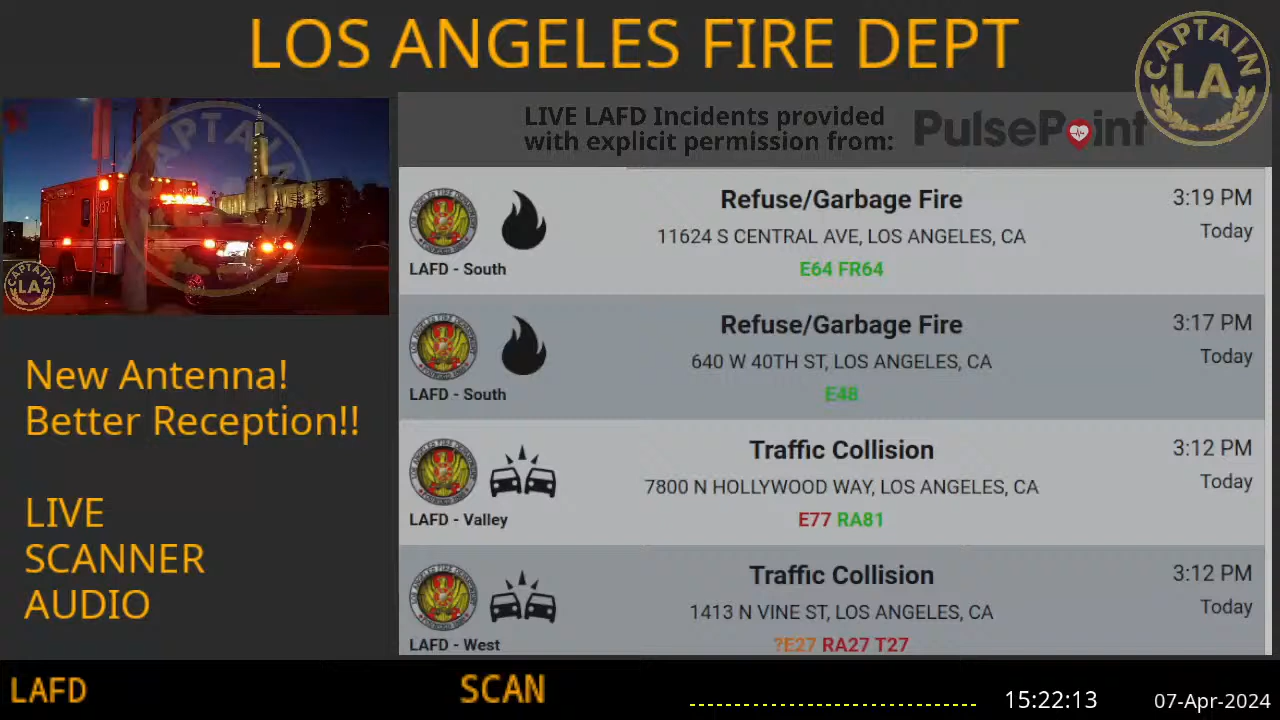 LOS ANGELES FIRE DEPT
CAPTAIN
LA
LIVE LAFD Incidents provided
with explicit permission from:
PulsePoint
CAPTAIN
CAPTAIN
LA
Refuse/Garbage Fire
3:19 PM
11624 S CENTRAL AVE, LOS ANGELES, CA
Today
LAFD - South
E64 FR64
Refuse/Garbage Fire
3:17 PM
640 W 40TH ST, LOS ANGELES, CA
Today
LAFD - South
E48
Traffic Collision
3:12 PM
7800 N HOLLYWOOD WAY, LOS ANGELES, CA
Today
LAFD - Valley
E77 RA81
Traffic Collision
3:12 PM
1413 N VINE ST, LOS ANGELES, CA
Today
LAFD - West
?E27 RA27 T27
New Antenna!
Better Reception!!
LIVE
SCANNER
AUDIO
LAFD
SCAN
15:22:13
07-Apr-2024